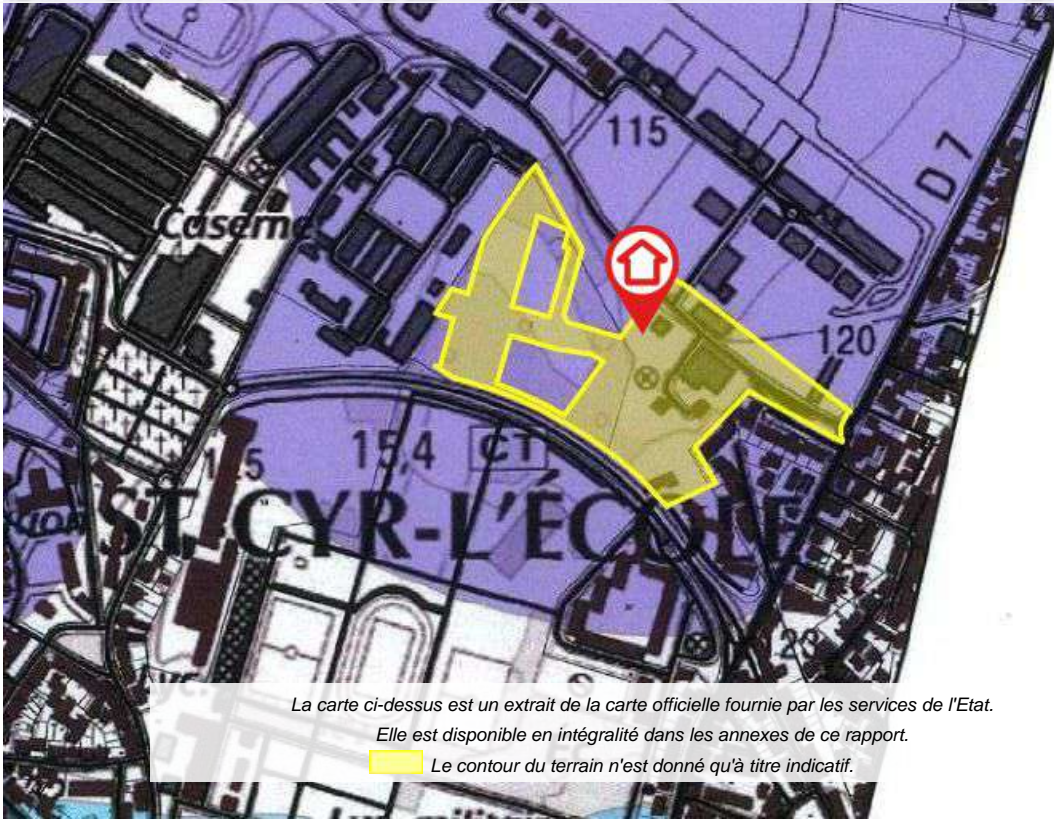 115
D 7
Caserne
120
15,4
CT
ST CYR-L'ÉCOLE
La carte ci-dessus est un extrait de la carte officielle fournie par les services de l'Etat.
Elle est disponible en intégralité dans les annexes de ce rapport.
Le contour du terrain n'est donné qu'à titre indicatif.